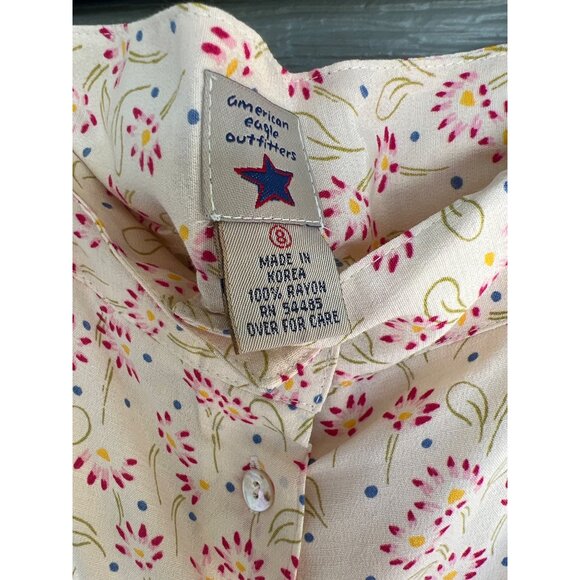 american
eagle
outfitters
8
MADE IN
KOREA
100% RAYON
RN 54485
OVER FOR CARE